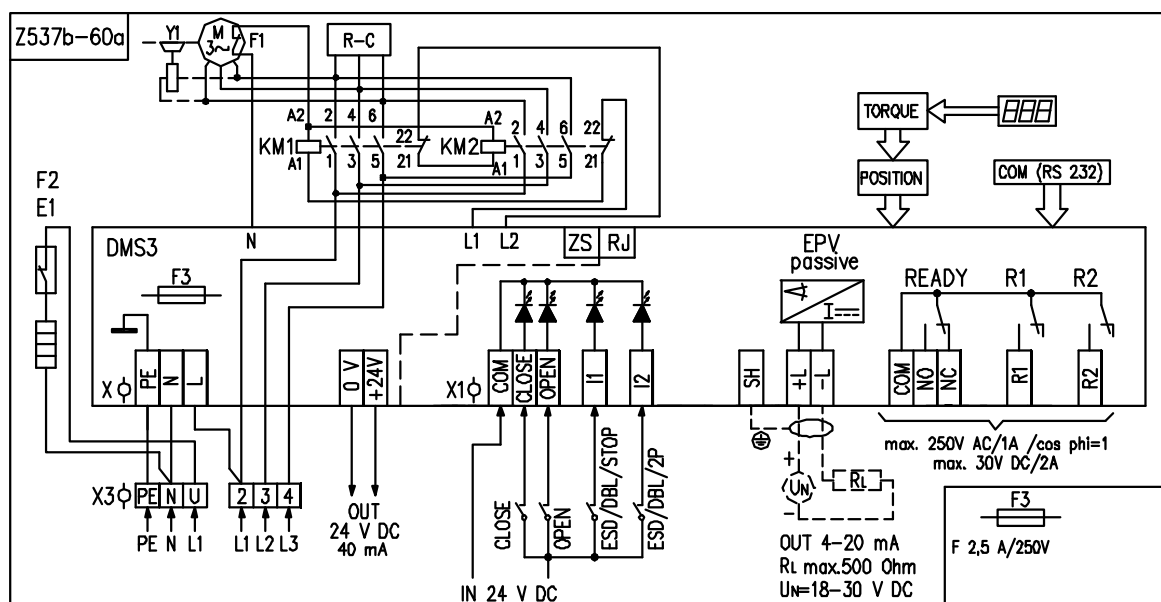 Z537b-60a
Y1
M
3~
F1
R-C
A2
2
4
6
22
KM1
A1
1
3
5
21
A2
2
4
6
22
KM2
A1
1
3
5
21
TORQUE
888
POSITION
COM (RS 232)
F2
E1
DMS3
N
L1
L2
ZS
RJ
F3
EPV
passive
I
READY
R1
R2
X
PE
N
L
0 V
+24V
X1
COM
CLOSE
OPEN
I1
I2
SH
+L
-L
COM
NO
NC
R1
R2
max. 250V AC/1A /cos phi=1
max. 30V DC/2A
+
UN
-
RL
X3
PE
N
U
2
3
4
PE N L1
L1 L2 L3
OUT
24 V DC
40 mA
CLOSE
OPEN
ESD/DBL/STOP
ESD/DBL/2P
IN 24 V DC
OUT 4-20 mA
RL max.500 Ohm
UN=18-30 V DC
F3
F 2,5 A/250V